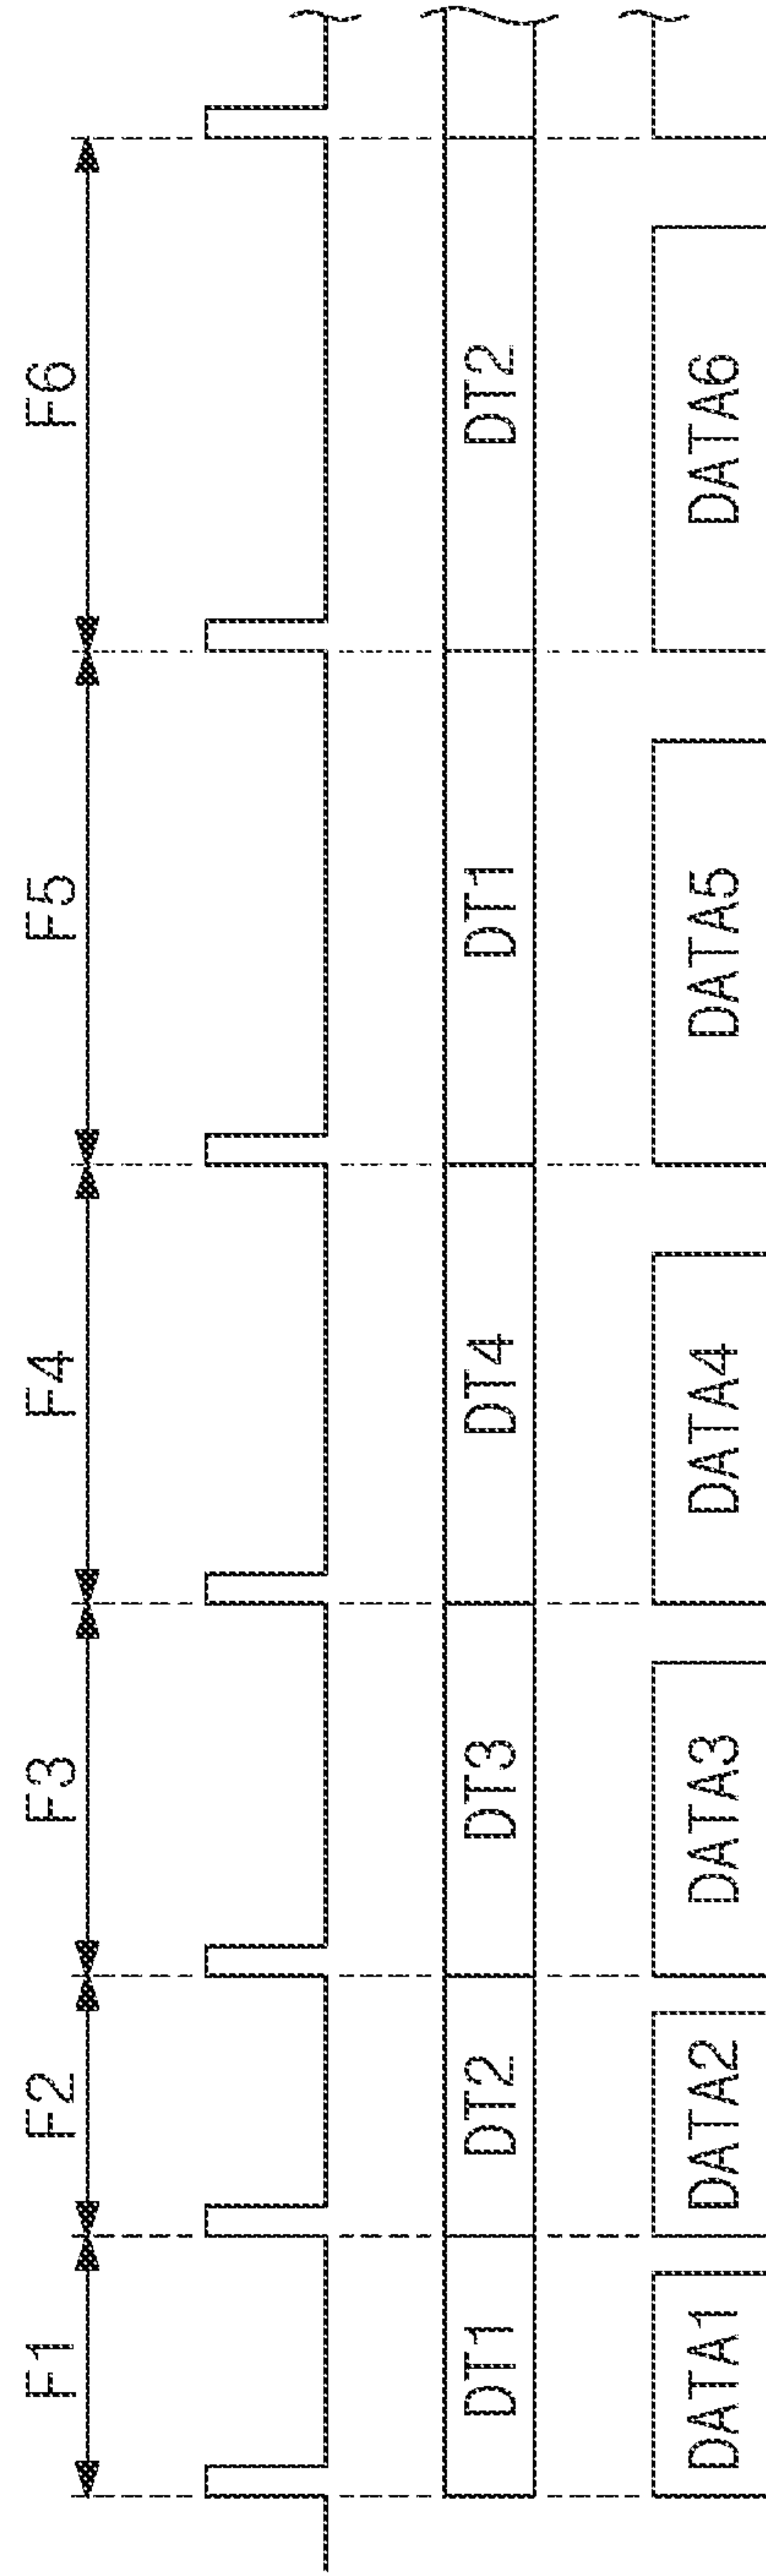 F1 F2 F3 F4 F5 F6
DT1 DT2 DT3 DT4 DT1 DT2
DATA1 DATA2 DATA3 DATA4 DATA5 DATA6